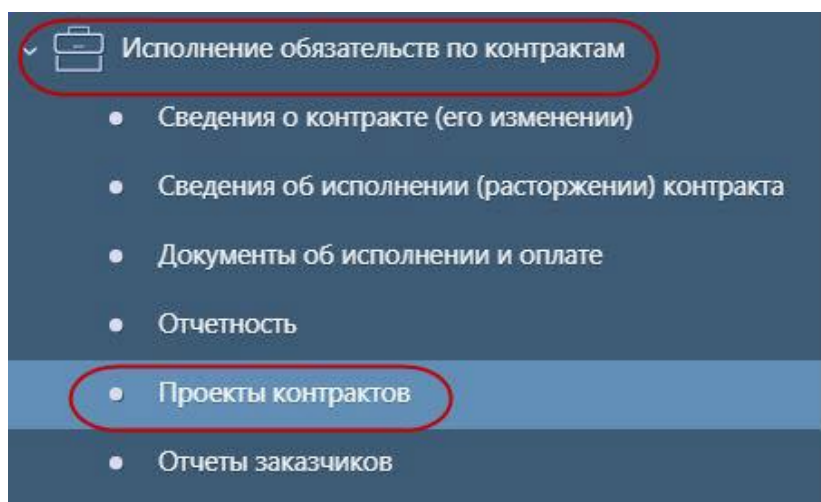 Исполнение обязательств по контрактам
Сведения о контракте (его изменении)
Сведения об исполнении (расторжении) контракта
Документы об исполнении и оплате
Отчетность
Проекты контрактов
Отчеты заказчиков